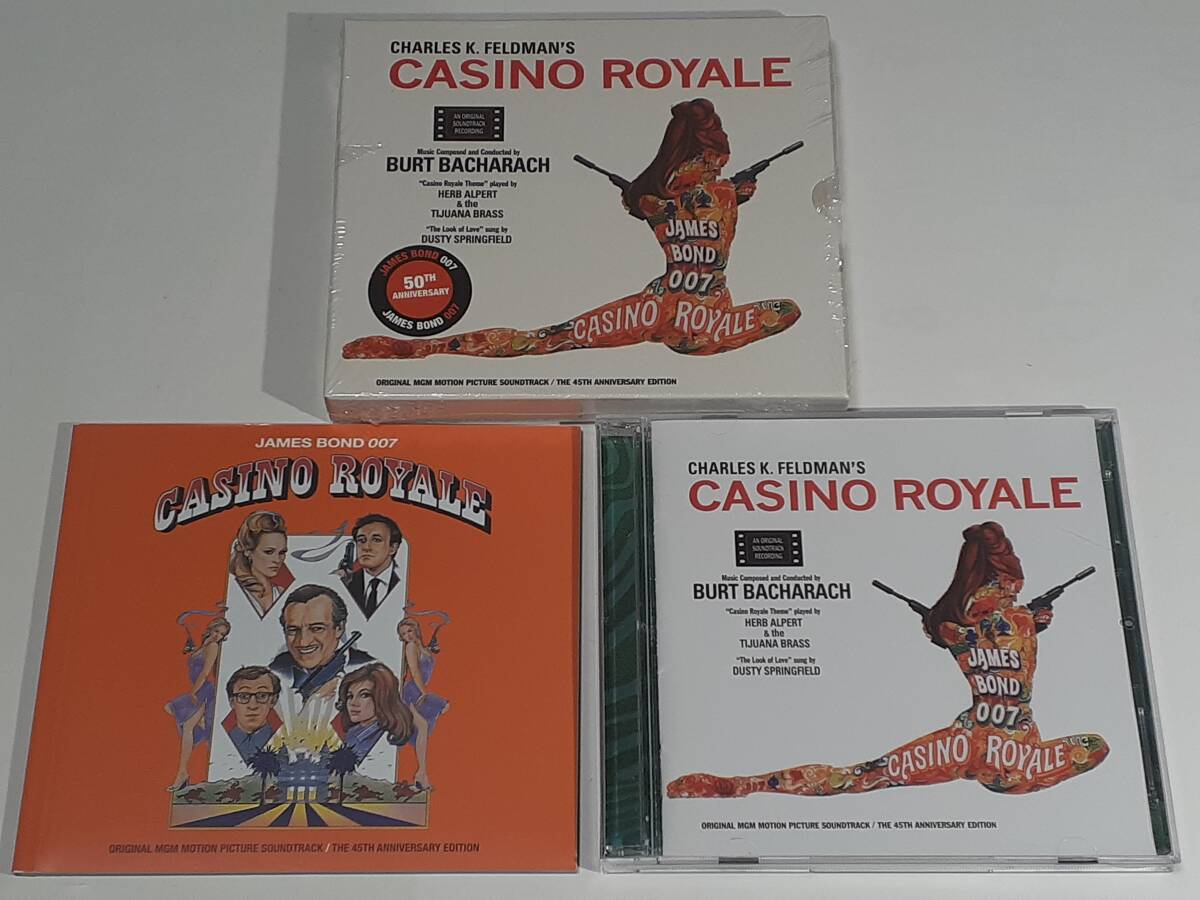 CHARLES K. FELDMAN'S
CASINO ROYALE
AN ORIGINAL
SOUNDTRACK
RECORDING
Music Composed and Conducted by
BURT BACHARACH
"Casino Royale Theme" played by
HERB ALPERT
& the
TIJUANA BRASS
"The Look of Love" sung by
DUSTY SPRINGFIELD
JAMES BOND 007
50TH
ANNIVERSARY
JAMES BOND 007
JAMES
BOND
007
CASINO ROYALE
ORIGINAL MGM MOTION PICTURE SOUNDTRACK / THE 45TH ANNIVERSARY EDITION
JAMES BOND 007
CASINO ROYALE
ORIGINAL MGM MOTION PICTURE SOUNDTRACK / THE 45TH ANNIVERSARY EDITION
CHARLES K. FELDMAN'S
CASINO ROYALE
AN ORIGINAL
SOUNDTRACK
RECORDING
Music Composed and Conducted by
BURT BACHARACH
"Casino Royale Theme" played by
HERB ALPERT
& the
TIJUANA BRASS
"The Look of Love" sung by
DUSTY SPRINGFIELD
JAMES
BOND
007
CASINO ROYALE
ORIGINAL MGM MOTION PICTURE SOUNDTRACK / THE 45TH ANNIVERSARY EDITION